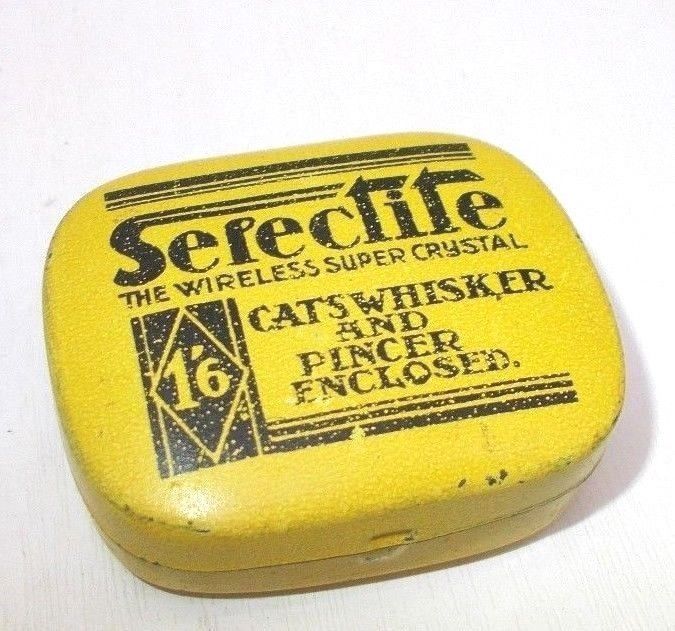 Selectite
THE WIRELESS SUPER CRYSTAL
CATSWHISKER
AND
PINCER
ENCLOSED.
1'6